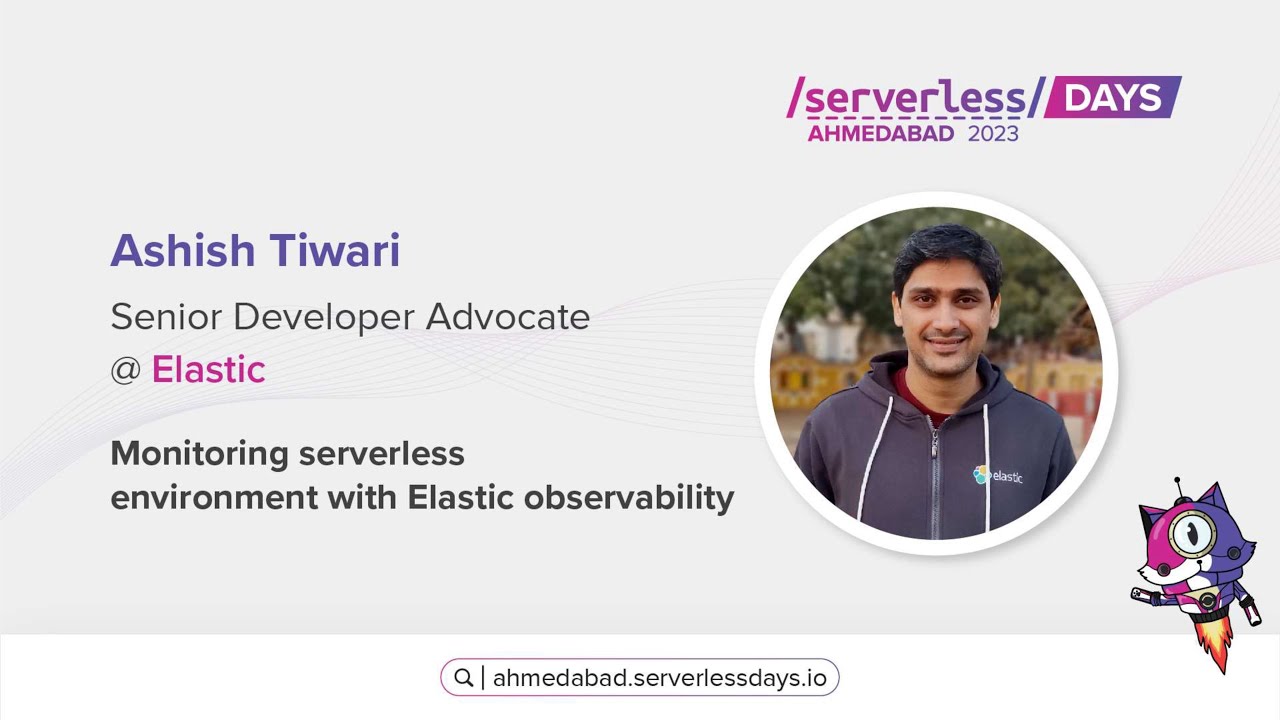 /serverless/ DAYS
AHMEDABAD 2023
Ashish Tiwari
Senior Developer Advocate
@ Elastic
Monitoring serverless
environment with Elastic observability
elastic
ahmedabad.serverlessdays.io